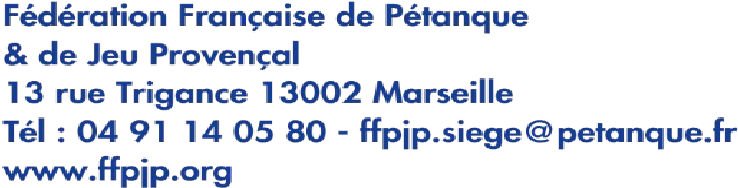 Fédération Française de Pétanque
& de Jeu Provençal
13 rue Trigance 13002 Marseille
Tél : 04 91 14 05 80 - ffpjp.siege@petanque.fr
www.ffpjp.org